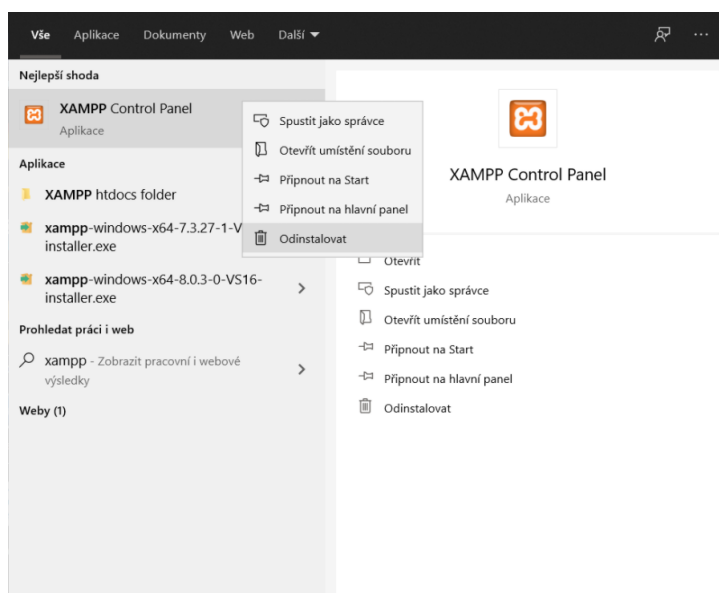 Vše Aplikace Dokumenty Web Další
Nejlepší shoda
XAMPP Control Panel
Aplikace
Aplikace
XAMPP htdocs folder
xampp-windows-x64-7.3.27-1-V
installer.exe
xampp-windows-x64-8.0.3-0-VS16-
installer.exe
Prohledat práci i web
xampp - Zobrazit pracovní i webové
výsledky
Weby (1)
Spustit jako správce
Otevřít umístění souboru
Připnout na Start
Připnout na hlavní panel
Odinstalovat
XAMPP Control Panel
Aplikace
Otevřít
Spustit jako správce
Otevřít umístění souboru
Připnout na Start
Připnout na hlavní panel
Odinstalovat